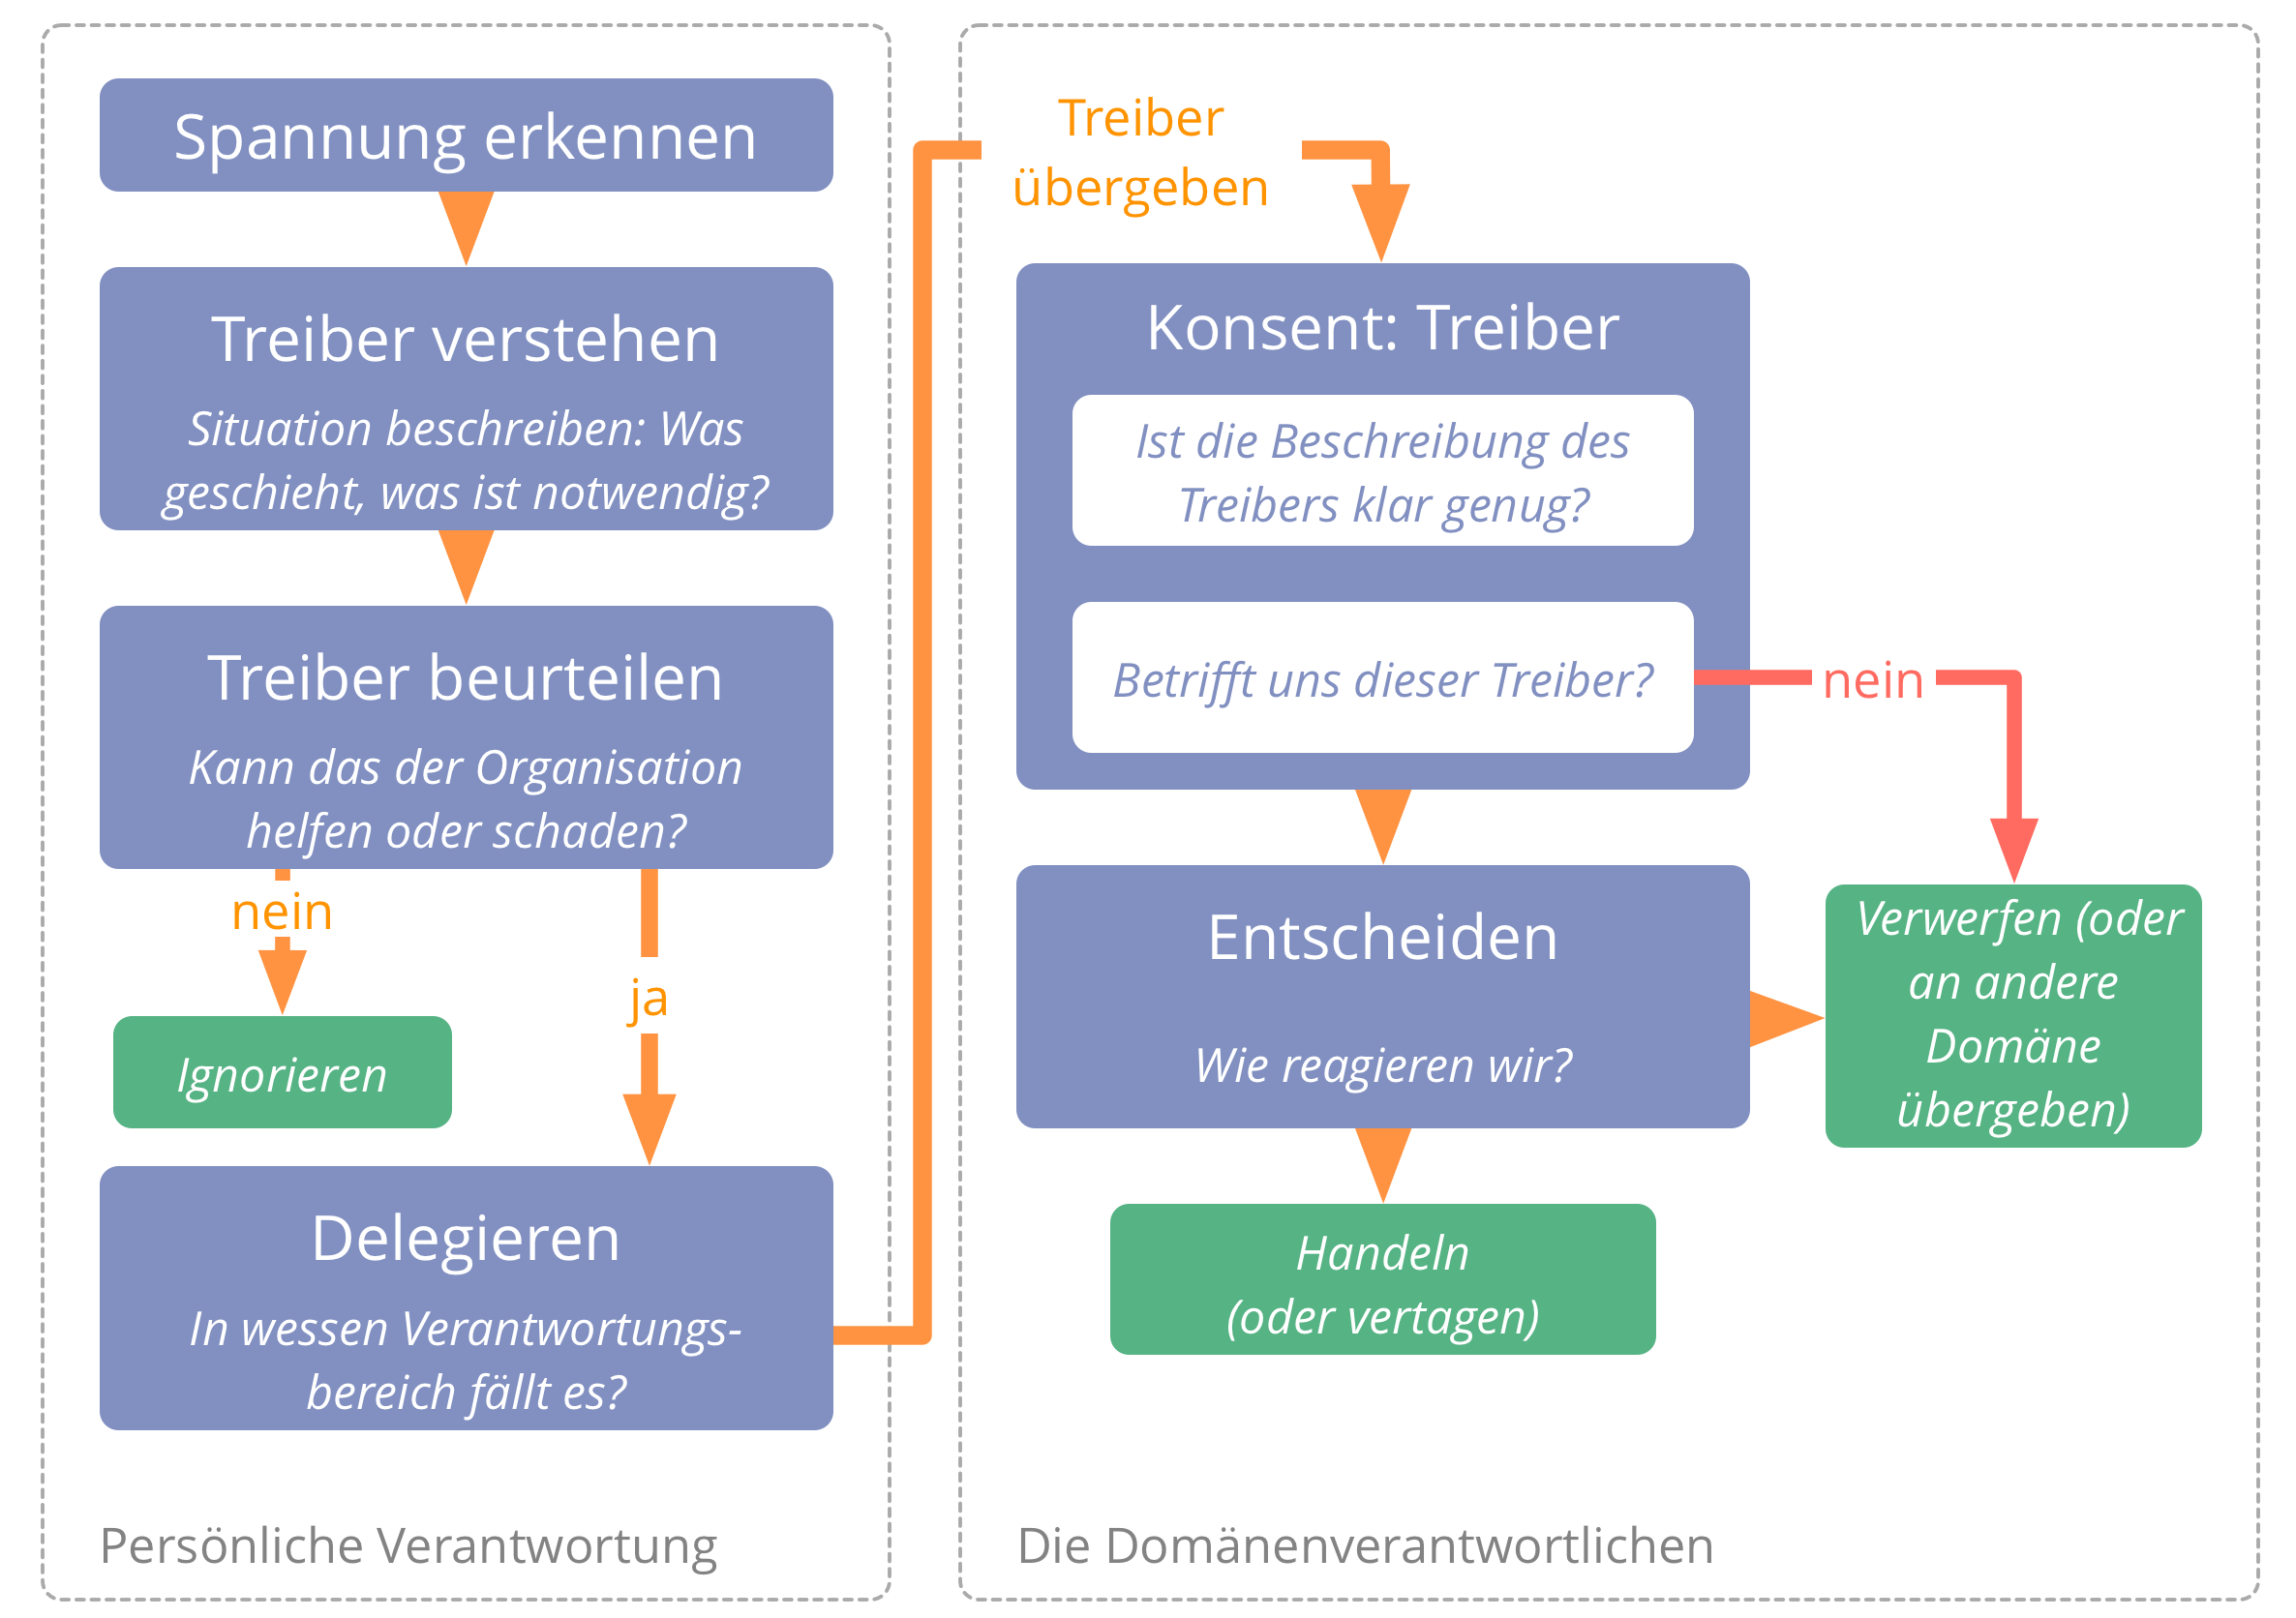 Spannung erkennen
Treiber verstehen
Situation beschreiben: Was
geschieht, was ist notwendig?
Treiber beurteilen
Kann das der Organisation
helfen oder schaden?
nein
ja
Ignorieren
Delegieren
In wessen Verantwortungs-
bereich fällt es?
Persönliche Verantwortung
Treiber
übergeben
Konsent: Treiber
Ist die Beschreibung des
Treibers klar genug?
Betrifft uns dieser Treiber?
nein
Entscheiden
Wie reagieren wir?
Verwerfen (oder
an andere
Domäne
übergeben)
Handeln
(oder vertagen)
Die Domänenverantwortlichen